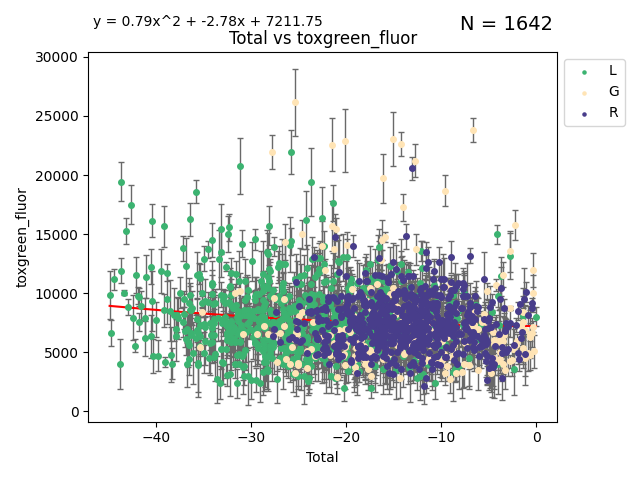 y = 0.79x^2 + -2.78x + 7211.75
N = 1642
Total vs toxgreen_fluor
30000
25000
20000
15000
10000
5000
0
toxgreen_fluor
−40
−30
−20
−10
0
Total
L
G
R